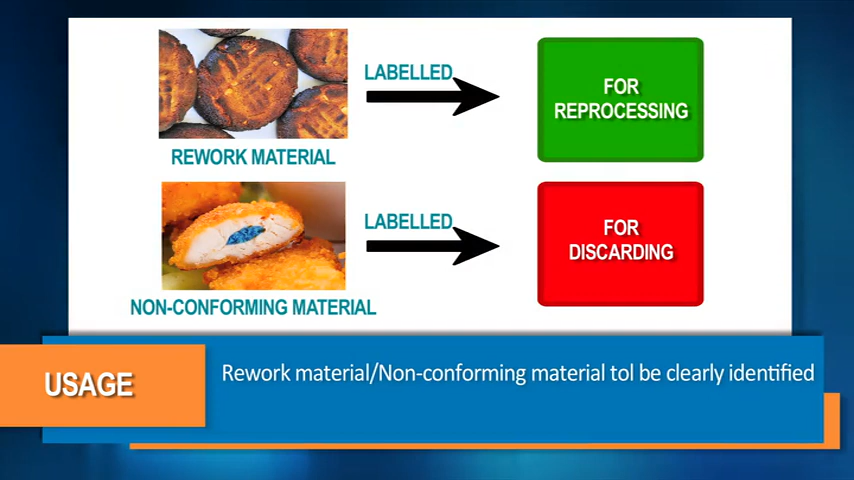 LABELLED
FOR
REPROCESSING
REWORK MATERIAL
LABELLED
FOR
DISCARDING
NON-CONFORMING MATERIAL
USAGE
Rework material/Non-conforming material tol be clearly identified